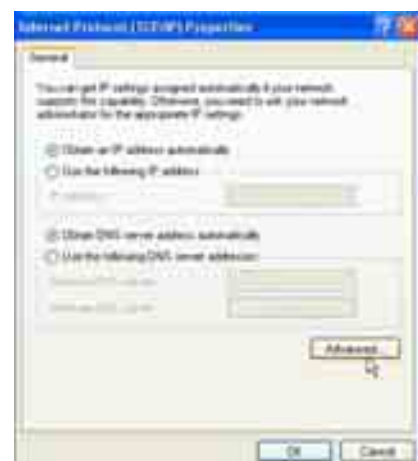 Internet Protocol (TCP/IP) Properties
General
You can get IP settings assigned automatically if your network
supports this capability. Otherwise, you need to ask your network
administrator for the appropriate IP settings.
Obtain an IP address automatically
Use the following IP address
IP address:
Obtain DNS server address automatically
Use the following DNS server addresses:
Advanced...
OK
Cancel